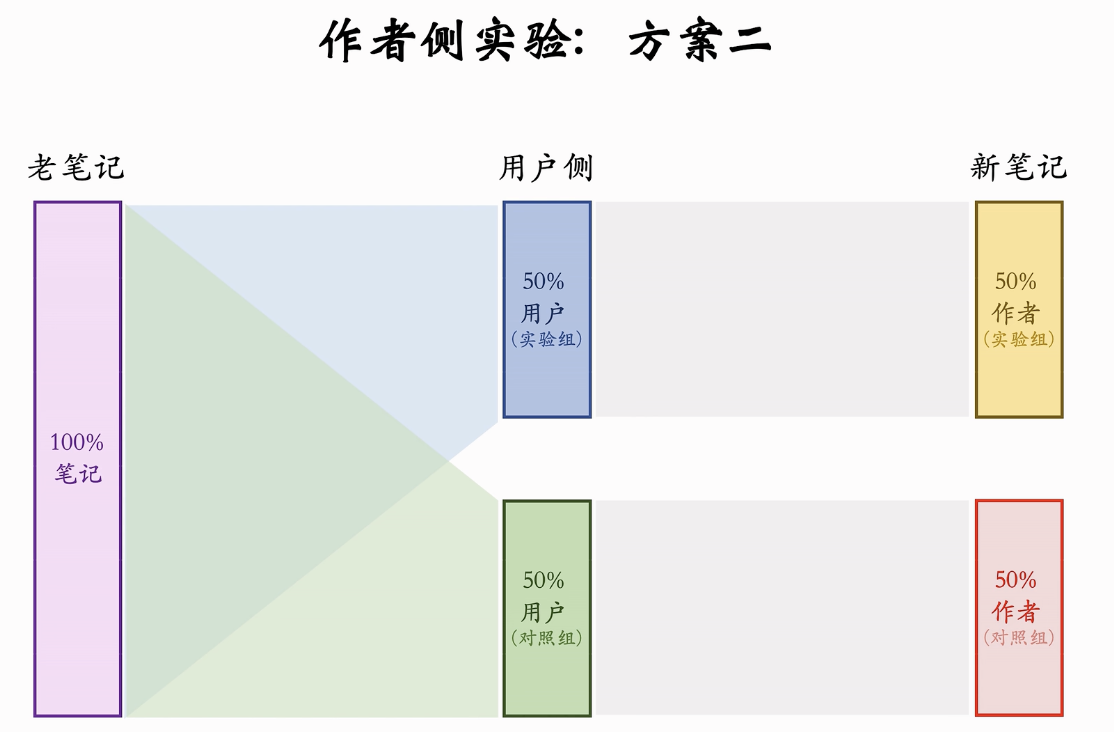 作者侧实验：方案二
老笔记
用户侧
新笔记
100%
笔记
50%
用户
(实验组)
50%
用户
(对照组)
50%
作者
(实验组)
50%
作者
(对照组)